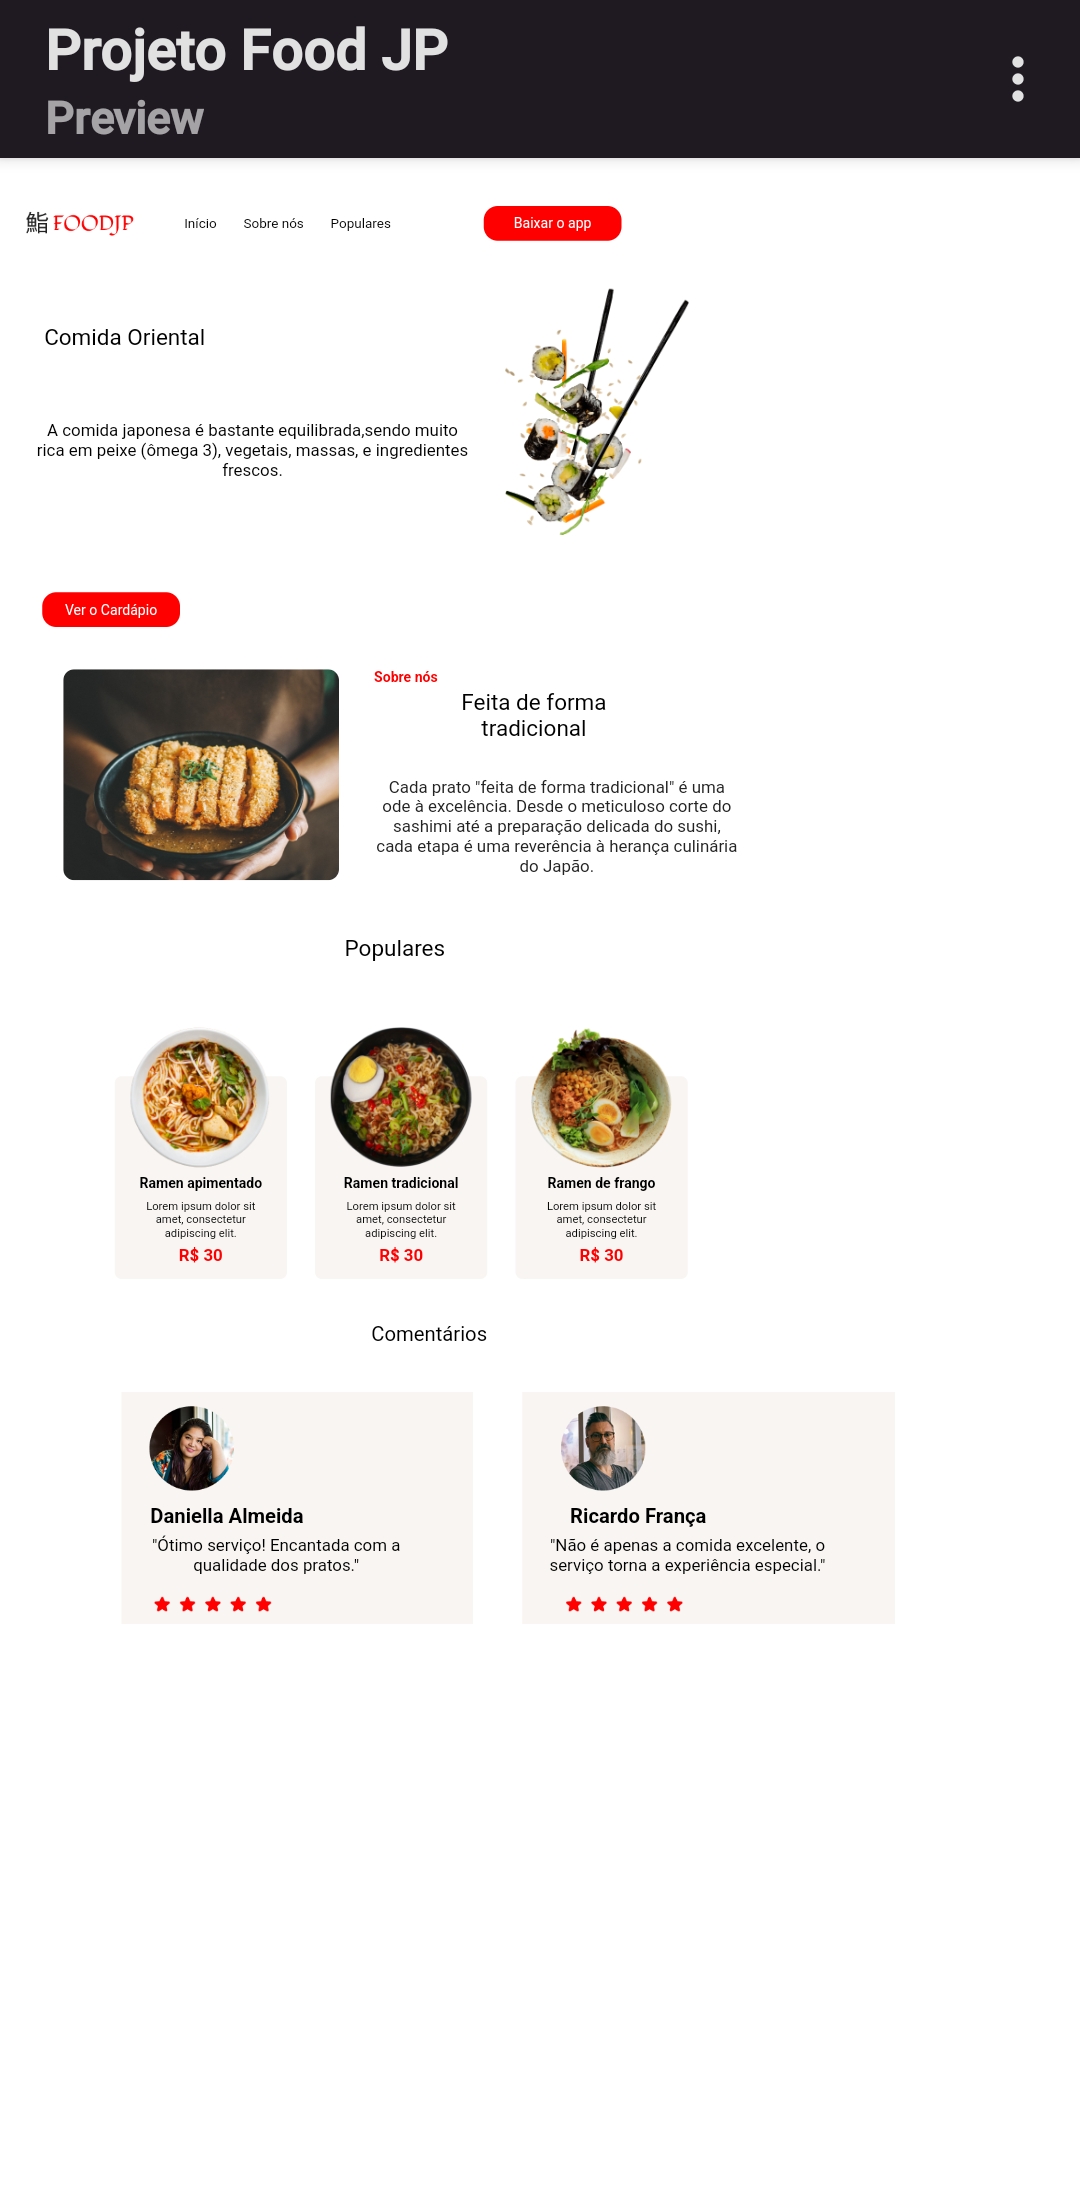 Projeto Food JP
Preview
鮨 FOODJP
Início Sobre nós Populares
Baixar o app
Comida Oriental
A comida japonesa é bastante equilibrada,sendo muito
rica em peixe (ômega 3), vegetais, massas, e ingredientes
frescos.
Ver o Cardápio
Sobre nós
Feita de forma
tradicional
Cada prato "feita de forma tradicional" é uma
ode à excelência. Desde o meticuloso corte do
sashimi até a preparação delicada do sushi,
cada etapa é uma reverência à herança culinária
do Japão.
Populares
Ramen apimentado
Lorem ipsum dolor sit
amet, consectetur
adipiscing elit.
R$ 30
Ramen tradicional
Lorem ipsum dolor sit
amet, consectetur
adipiscing elit.
R$ 30
Ramen de frango
Lorem ipsum dolor sit
amet, consectetur
adipiscing elit.
R$ 30
Comentários
Daniella Almeida
"Ótimo serviço! Encantada com a
qualidade dos pratos."
Ricardo França
"Não é apenas a comida excelente, o
serviço torna a experiência especial."